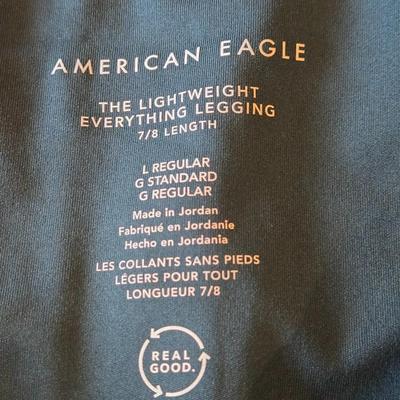 AMERICAN EAGLE
THE LIGHTWEIGHT
EVERYTHING LEGGING
7/8 LENGTH
L REGULAR
G STANDARD
G REGULAR
Made in Jordan
Fabriqué en Jordanie
Hecho en Jordania
LES COLLANTS SANS PIEDS
LÉGERS POUR TOUT
LONGUEUR 7/8
REAL
GOOD.